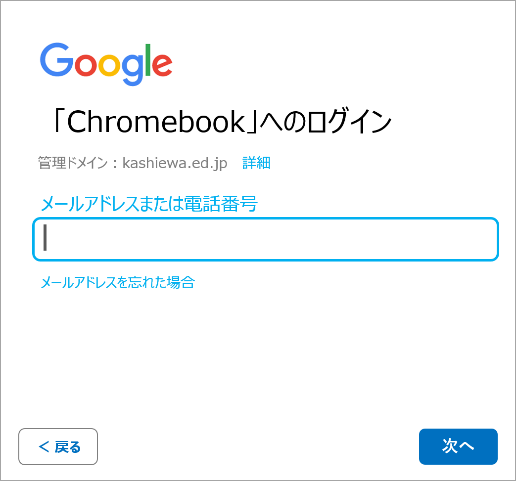 Google
「Chromebook」へのログイン
管理ドメイン：kashiewa.ed.jp 詳細
メールアドレスまたは電話番号
メールアドレスを忘れた場合
＜ 戻る
次へ